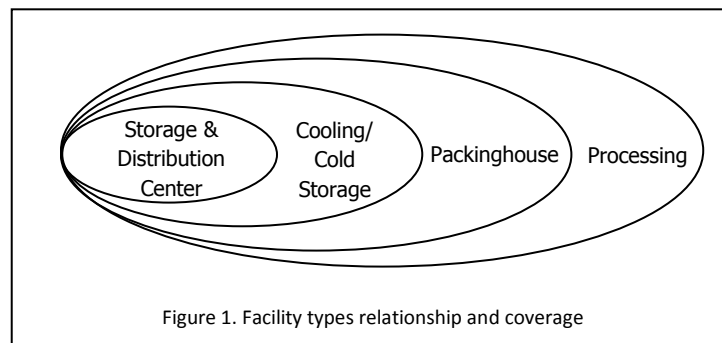 Storage &
Distribution
Center
Cooling/
Cold
Storage
Packinghouse
Processing
Figure 1. Facility types relationship and coverage